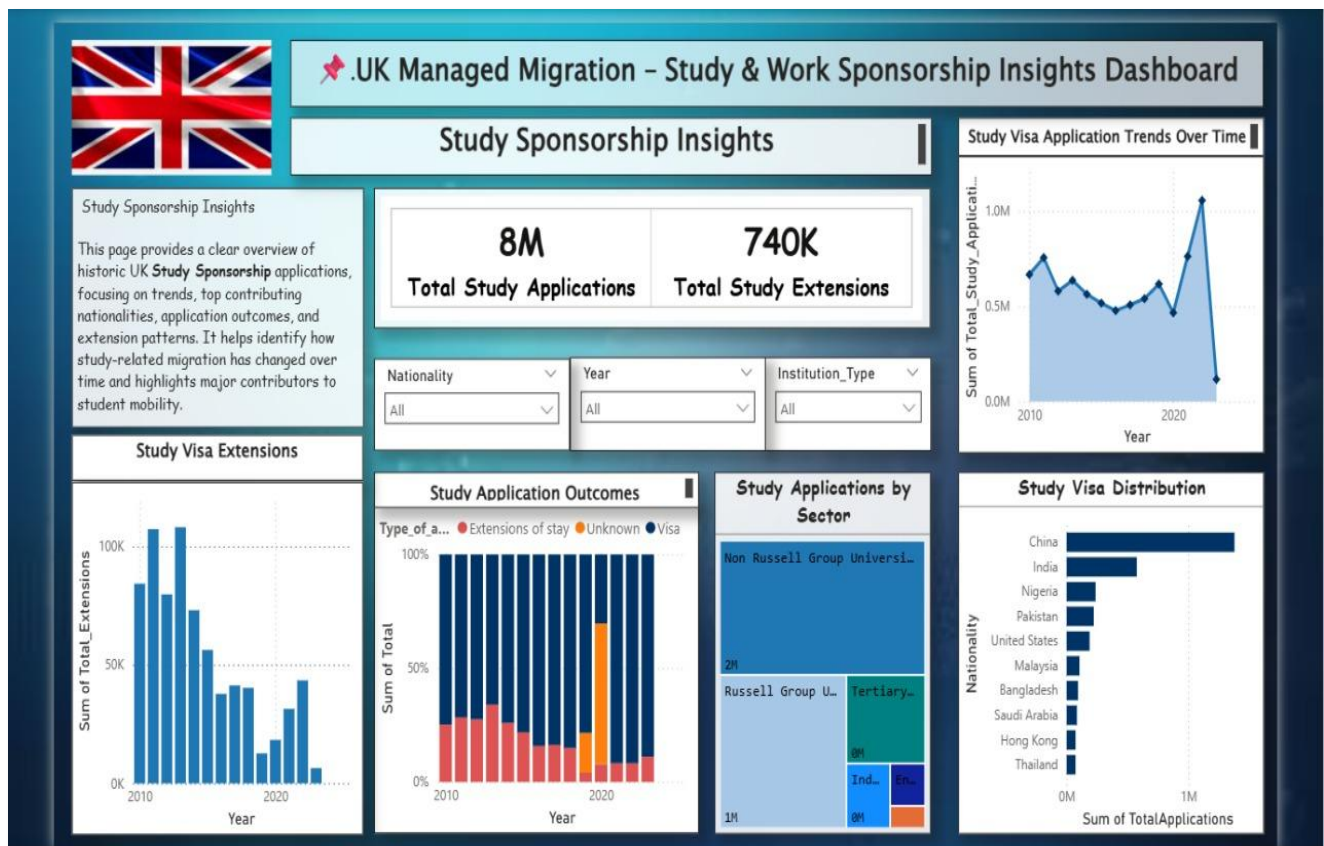 📌.UK Managed Migration – Study & Work Sponsorship Insights Dashboard
Study Sponsorship Insights
Study Sponsorship Insights
This page provides a clear overview of
historic UK Study Sponsorship applications,
focusing on trends, top contributing
nationalities, application outcomes, and
extension patterns. It helps identify how
study-related migration has changed over
time and highlights major contributors to
student mobility.
8M
Total Study Applications
740K
Total Study Extensions
Nationality
All
Year
All
Institution_Type
All
Study Visa Application Trends Over Time
Sum of Total_Study_Applicati...
1.0M
0.5M
0.0M
2010
2020
Year
Study Visa Extensions
Sum of Total_Extensions
100K
50K
0K
2010
2020
Year
Study Application Outcomes
Type_of_a... Extensions of stay Unknown Visa
Sum of Total
100%
50%
0%
2010
2020
Year
Study Applications by
Sector
Non Russell Group Universi…
2M
Russell Group U…
1M
Tertiary…
0M
Ind…
0M
En…
Study Visa Distribution
Nationality
China
India
Nigeria
Pakistan
United States
Malaysia
Bangladesh
Saudi Arabia
Hong Kong
Thailand
0M
1M
Sum of TotalApplications